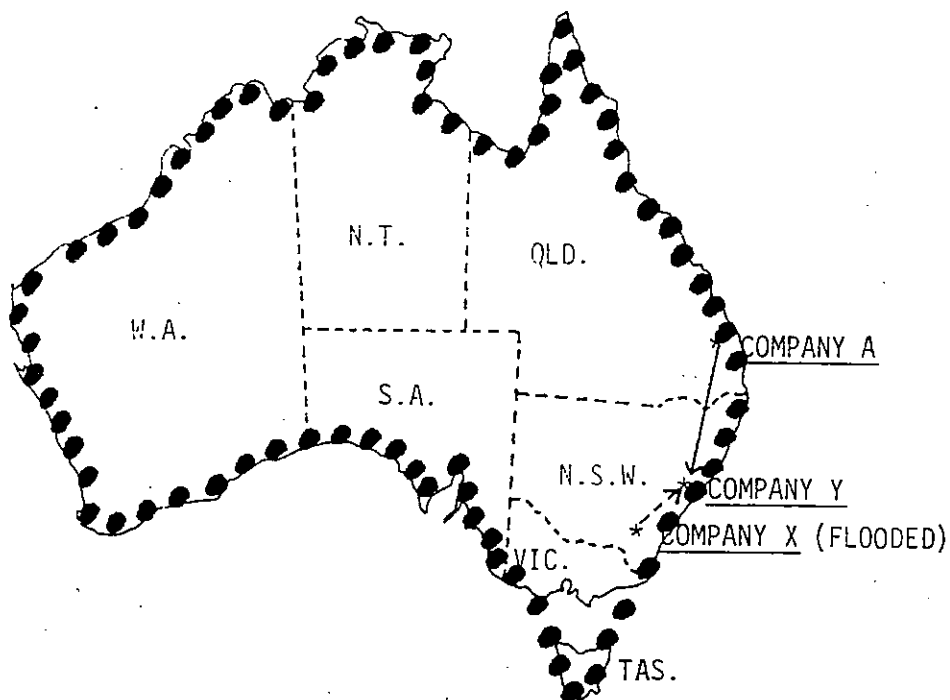 N.T.
QLD.
W.A.
COMPANY A
S.A.
N.S.W.
COMPANY Y
COMPANY X (FLOODED)
VIC.
TAS.